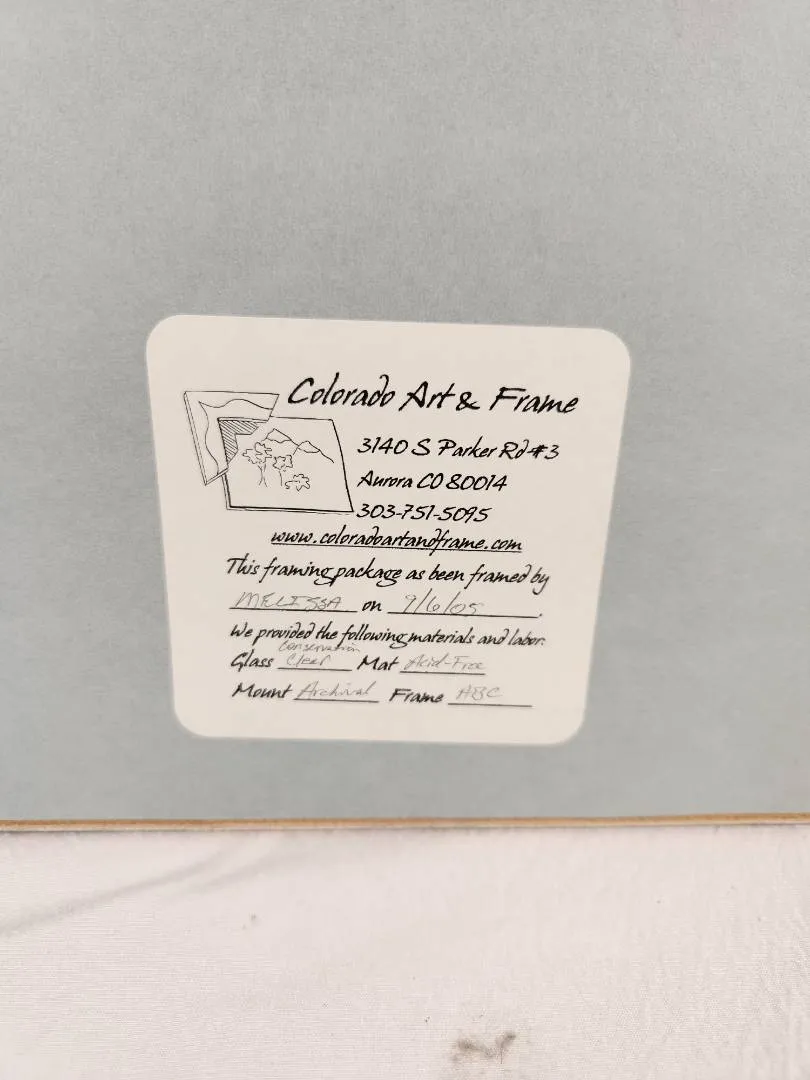 Colorado Art & Frame
3140 S Parker Rd #3
Aurora CO 80014
303-751-5095
www.coloradoartandframe.com
This framing package as been framed by
MELISSA on 9/6/05.
We provided the following materials and labor:
Conservation
Glass Clear Mat Acid-Free
Mount Archival Frame ABC